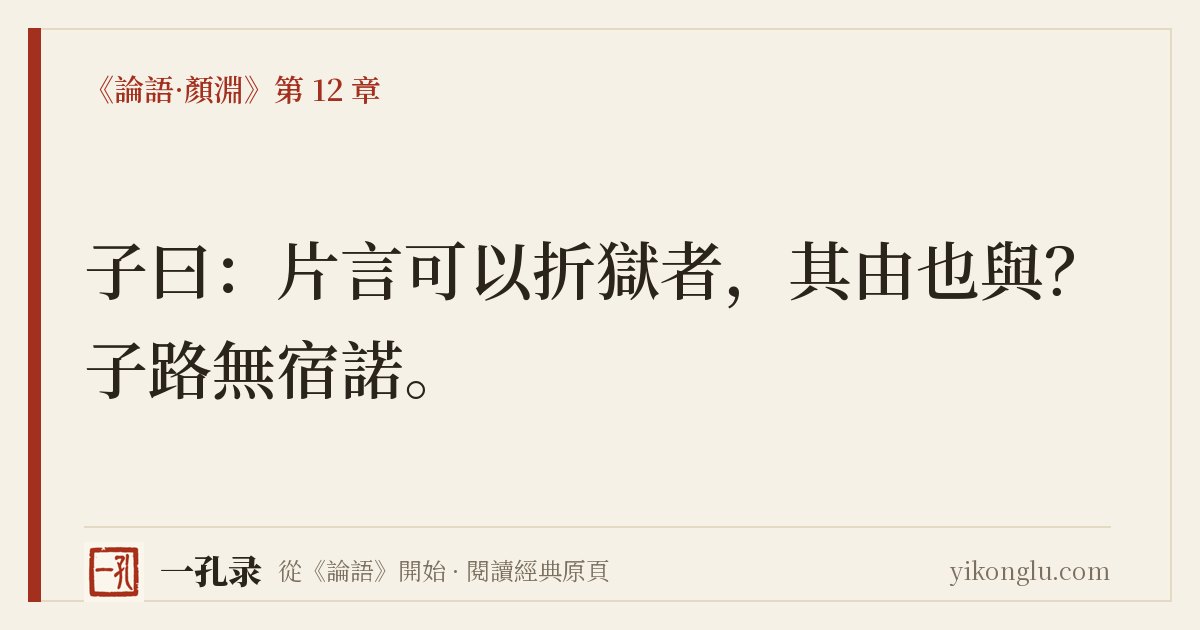 《論語·顏淵》第 12 章
子曰：片言可以折獄者，其由也與？
子路無宿諾。
一孔
一孔录 從《論語》開始 · 閱讀經典原頁
yikonglu.com